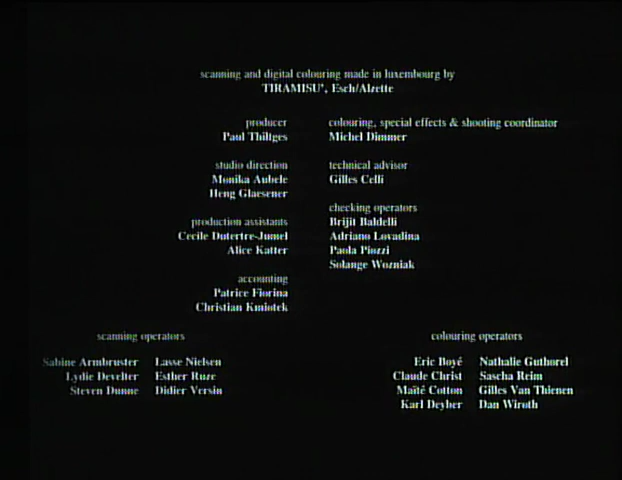 scanning and digital colouring made in luxembourg by
TIRAMISU', Esch/Alzette
producer
Paul Thiltges
studio direction
Monika Aubele
Heng Glaesener
production assistants
Cecile Dutertre-Jumel
Alice Katter
accounting
Patrice Fiorina
Christian Kmiotek
colouring, special effects & shooting coordinator
Michel Dimmer
technical advisor
Gilles Celli
checking operators
Brijit Baldelli
Adriano Lovadina
Paola Piozzi
Solange Wozniak
scanning operators
Sabine Armbruster Lasse Nielsen
Lydie Develter Esther Ruze
Steven Dunne Didier Versin
colouring operators
Eric Boyé Nathalie Guthorel
Claude Christ Sascha Reim
Maïté Cotton Gilles Van Thienen
Karl Deyher Dan Wiroth